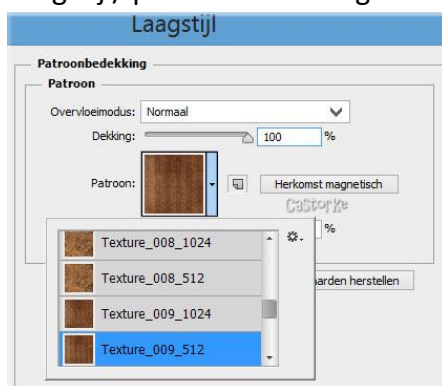 Laagstijl
Patroonbedekking
Patroon
Overvloeimodus: Normaal
Dekking: 100 %
Patroon: Herkomst magnetisch
Castorke
%
Texture_008_1024
Texture_008_512 arden herstellen
Texture_009_1024
Texture_009_512